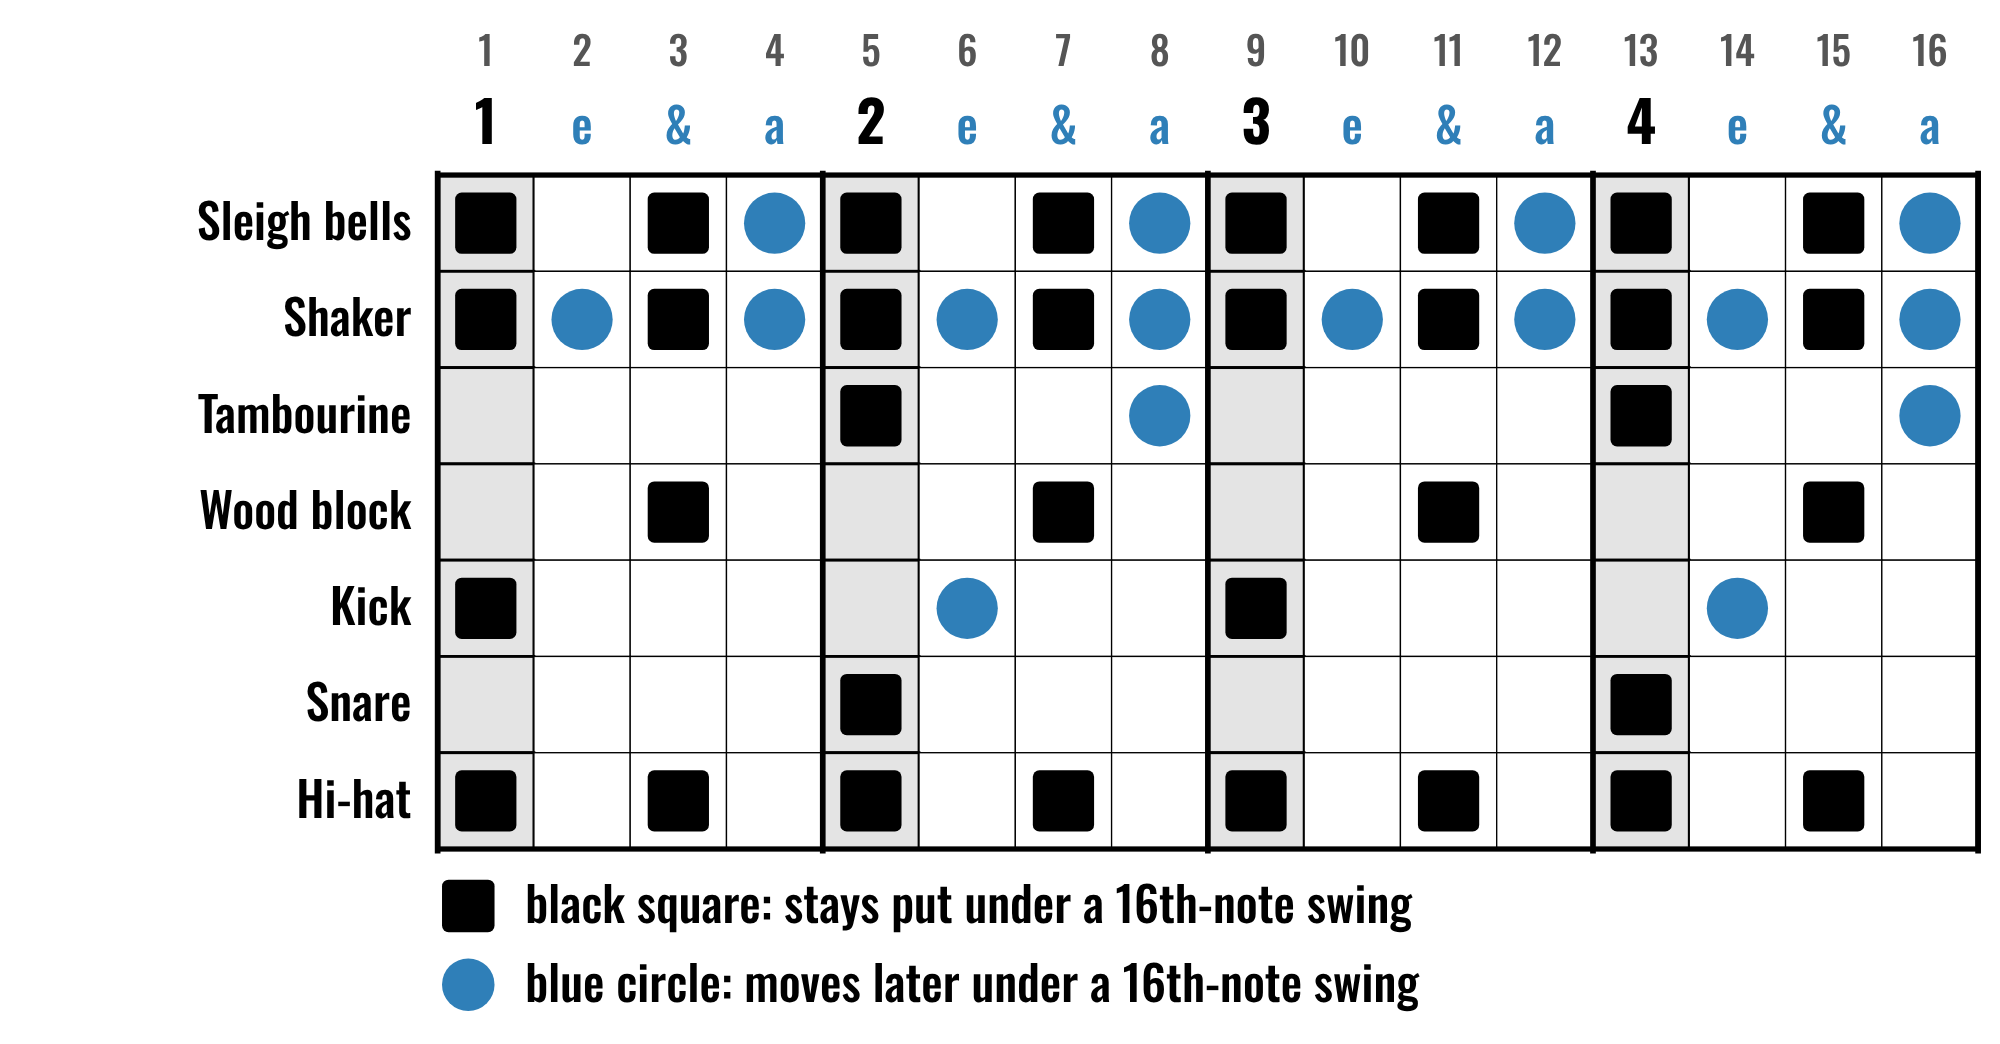 1 2 3 4 5 6 7 8 9 10 11 12 13 14 15 16
1 e & a 2 e & a 3 e & a 4 e & a
Sleigh bells
Shaker
Tambourine
Wood block
Kick
Snare
Hi-hat
black square: stays put under a 16th-note swing
blue circle: moves later under a 16th-note swing